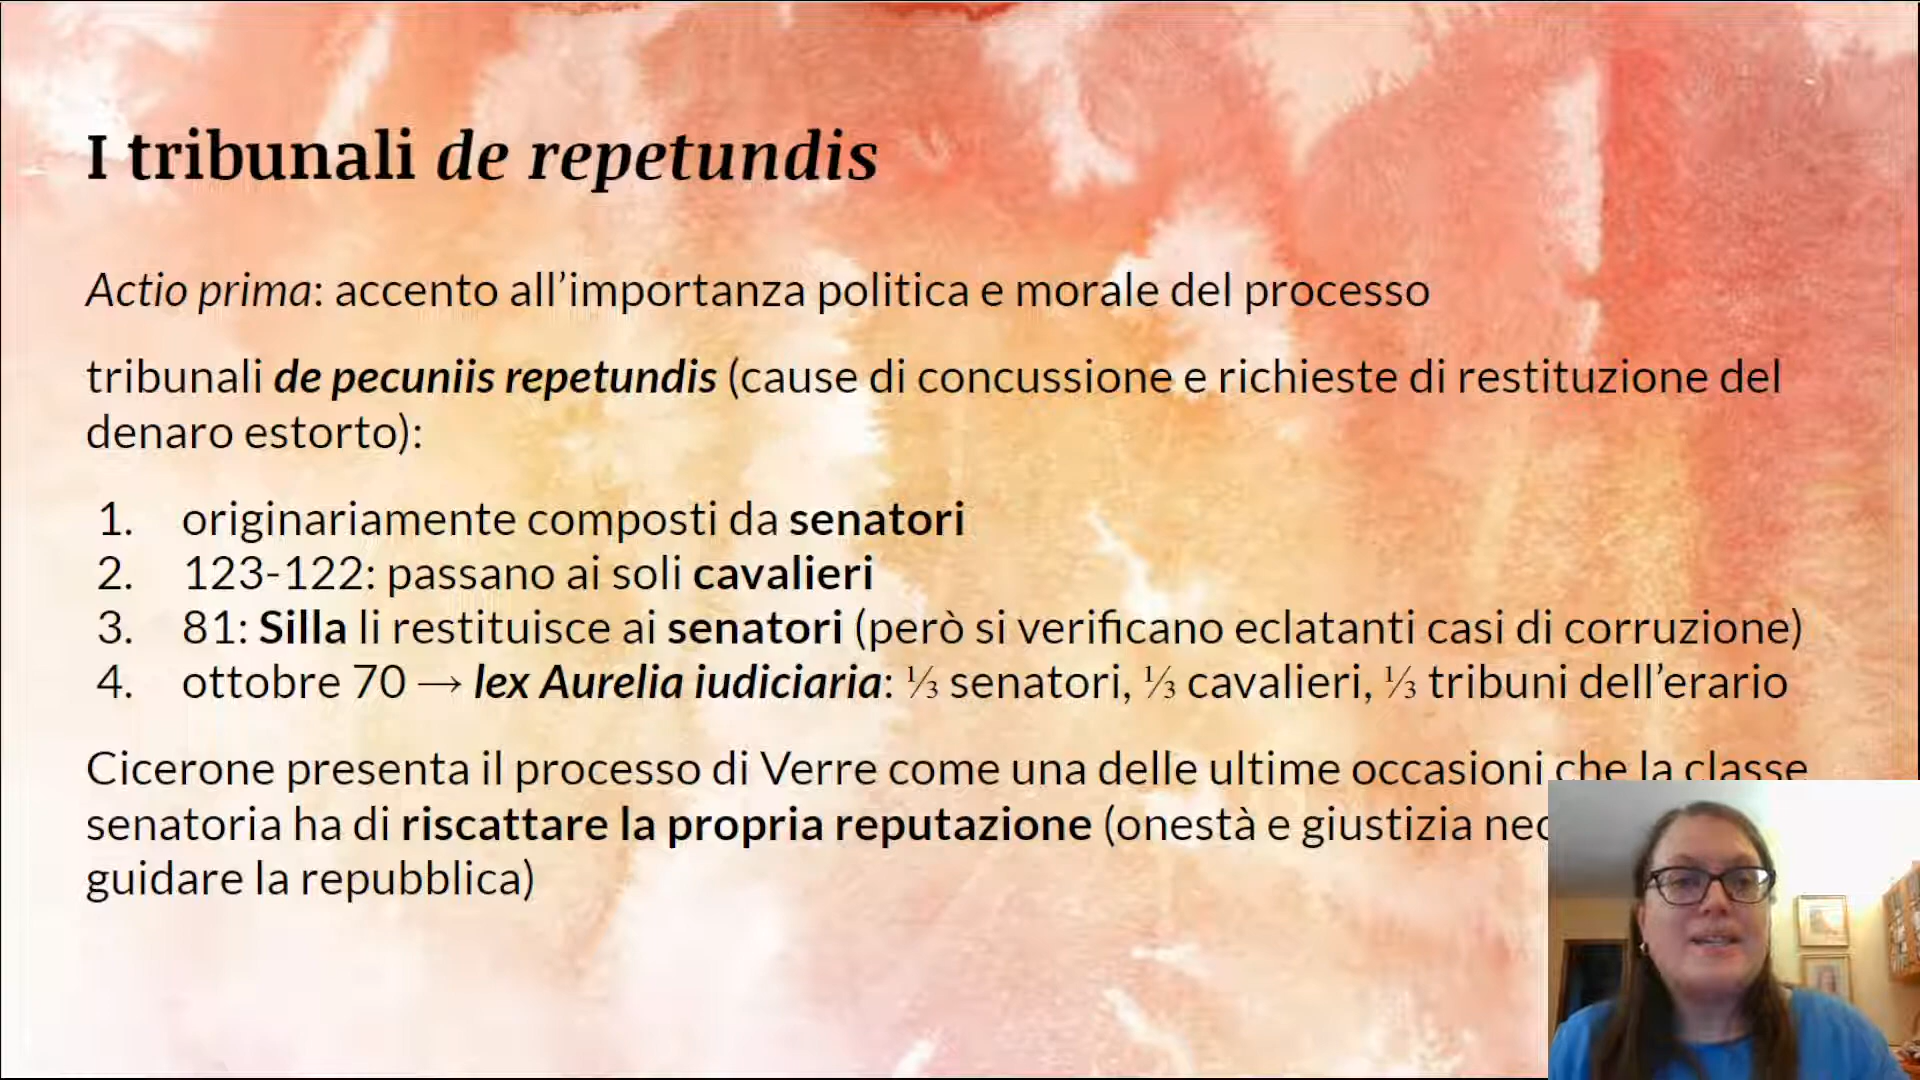 I tribunali de repetundis
Actio prima: accento all’importanza politica e morale del processo
tribunali de pecuniis repetundis (cause di concussione e richieste di restituzione del
denaro estorto):
1. originariamente composti da senatori
2. 123-122: passano ai soli cavalieri
3. 81: Silla li restituisce ai senatori (però si verificano eclatanti casi di corruzione)
4. ottobre 70 → lex Aurelia iudiciaria: ⅓ senatori, ⅓ cavalieri, ⅓ tribuni dell’erario
Cicerone presenta il processo di Verre come una delle ultime occasioni che la classe
senatoria ha di riscattare la propria reputazione (onestà e giustizia
guidare la repubblica)